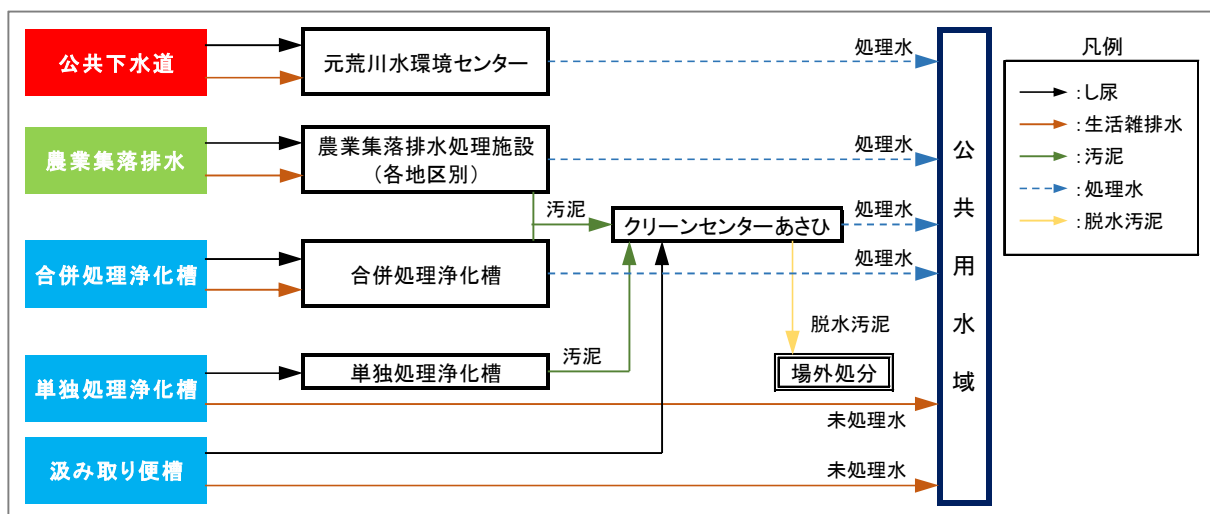 公共下水道
元荒川水環境センター
処理水
農業集落排水
農業集落排水処理施設
（各地区別）
処理水
汚泥
クリーンセンターあさひ
処理水
合併処理浄化槽
合併処理浄化槽
処理水
脱水汚泥
単独処理浄化槽
単独処理浄化槽
汚泥
場外処分
未処理水
汲み取り便槽
未処理水
公共用水域
凡例
：し尿
：生活雑排水
：汚泥
：処理水
：脱水汚泥